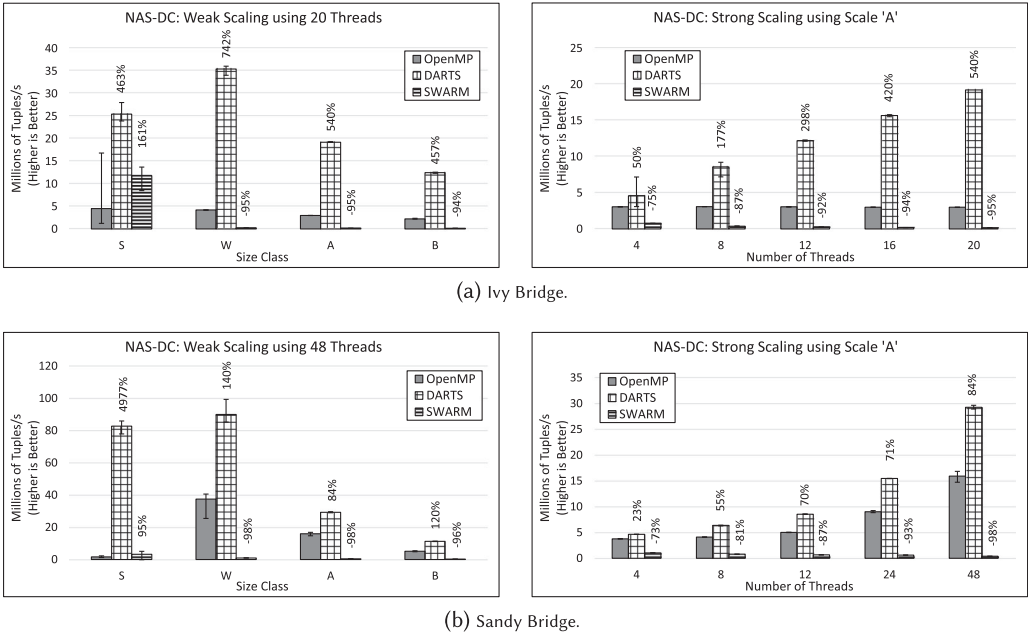 NAS-DC: Weak Scaling using 20 Threads
Millions of Tuples/s
(Higher is Better)
40
35
30
25
20
15
10
5
0
463%
161%
742%
-95%
540%
-95%
457%
-94%
OpenMP
DARTS
SWARM
S W A B
Size Class
NAS-DC: Strong Scaling using Scale 'A'
Millions of Tuples/s
(Higher is Better)
25
20
15
10
5
0
50%
-75%
177%
-87%
298%
-92%
420%
-94%
540%
-95%
OpenMP
DARTS
SWARM
4 8 12 16 20
Number of Threads
(a) Ivy Bridge.
NAS-DC: Weak Scaling using 48 Threads
Millions of Tuples/s
(Higher is Better)
120
100
80
60
40
20
0
4977%
95%
140%
-98%
84%
-98%
120%
-96%
OpenMP
DARTS
SWARM
S W A B
Size Class
NAS-DC: Strong Scaling using Scale 'A'
Millions of Tuples/s
(Higher is Better)
35
30
25
20
15
10
5
0
23%
-73%
55%
-81%
70%
-87%
71%
-93%
84%
-98%
OpenMP
DARTS
SWARM
4 8 12 24 48
Number of Threads
(b) Sandy Bridge.